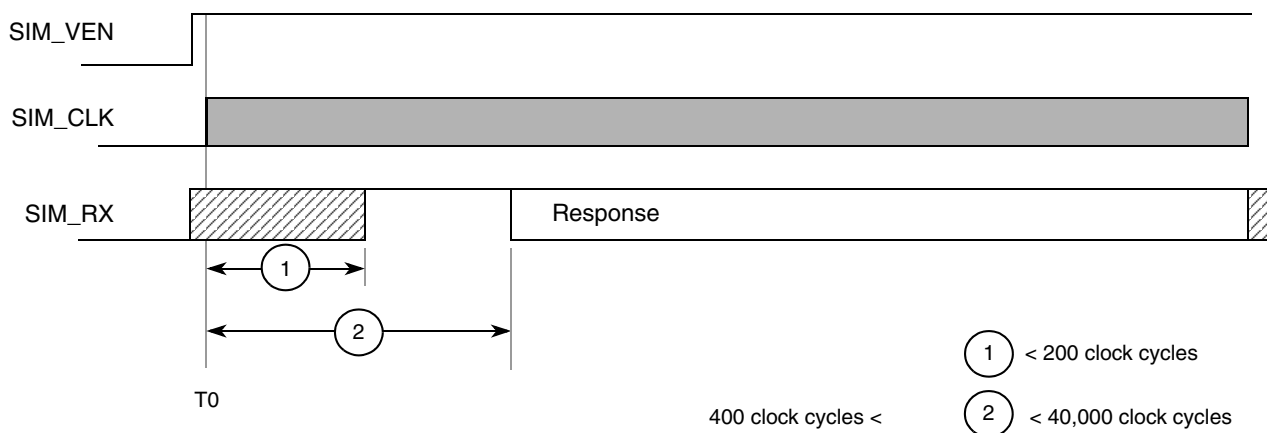 SIM_VEN
SIM_CLK
SIM_RX
Response
1
2
T0
1 < 200 clock cycles
400 clock cycles < 2 < 40,000 clock cycles